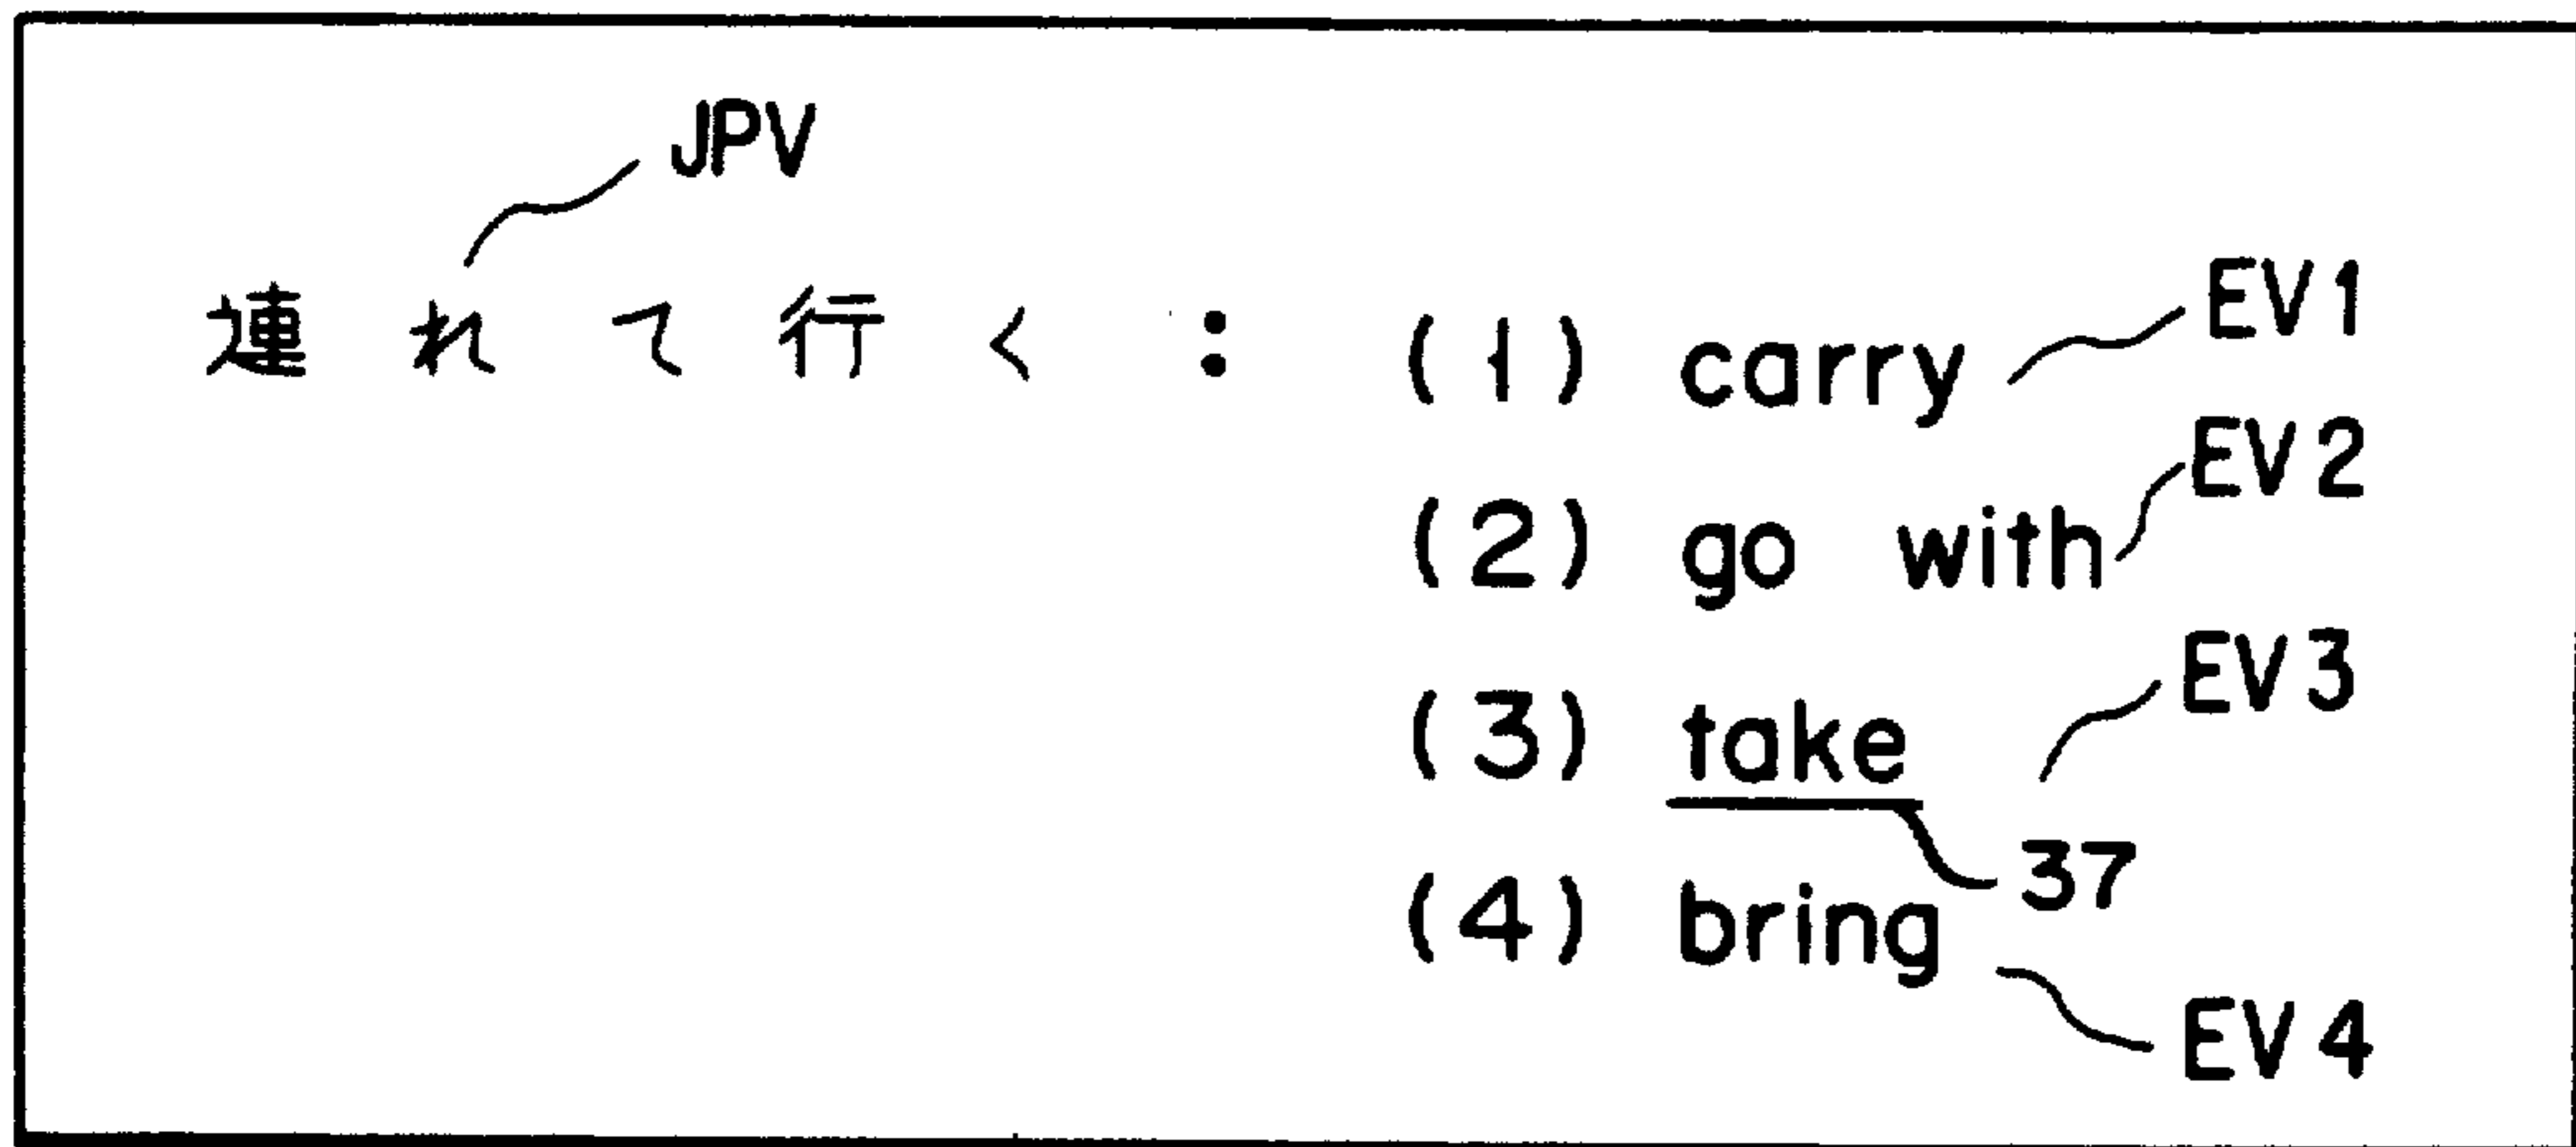 JPV
連れて行く : (1) carry EV1
(2) go with EV2
(3) take EV3
37
(4) bring
EV4